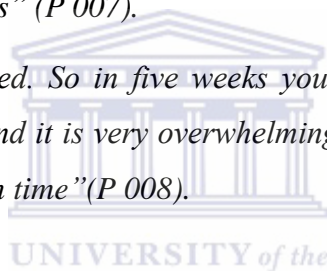 s” (P 007).
ed. So in five weeks you
nd it is very overwhelming
n time”(P 008).
UNIVERSITY of the